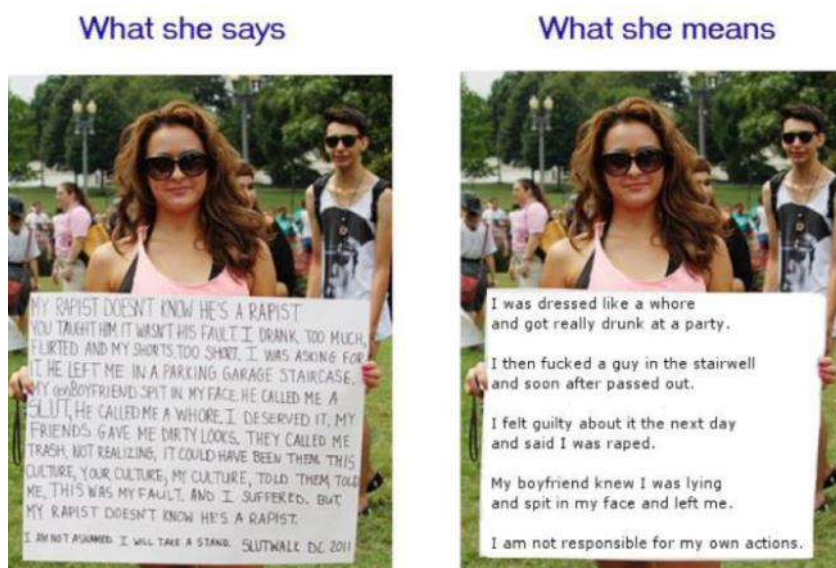 What she says
MY RAPIST DOESN'T KNOW HE'S A RAPIST
YOU TAUGHT HIM IT WASN'T HIS FAULT. I DRANK TOO MUCH,
FLIRTED AND MY SHORTS TOO SHORT. I WAS ASKING FOR
IT. HE LEFT ME IN A PARKING GARAGE STAIRCASE.
MY (EX)BOYFRIEND SPIT IN MY FACE. HE CALLED ME A
SLUT, HE CALLED ME A WHORE. I DESERVED IT. MY
FRIENDS GAVE ME DIRTY LOOKS, THEY CALLED ME
TRASH, NOT REALIZING, IT COULD HAVE BEEN THEM. THIS
CULTURE, YOUR CULTURE, MY CULTURE, TOLD THEM, TOLD
ME, THIS WAS MY FAULT. AND I SUFFERED. BUT
MY RAPIST DOESN'T KNOW HE'S A RAPIST.
I AM NOT ASHAMED. I WILL TAKE A STAND. SLUTWALK DC 2011
What she means
I was dressed like a whore
and got really drunk at a party.
I then fucked a guy in the stairwell
and soon after passed out.
I felt guilty about it the next day
and said I was raped.
My boyfriend knew I was lying
and spit in my face and left me.
I am not responsible for my own actions.